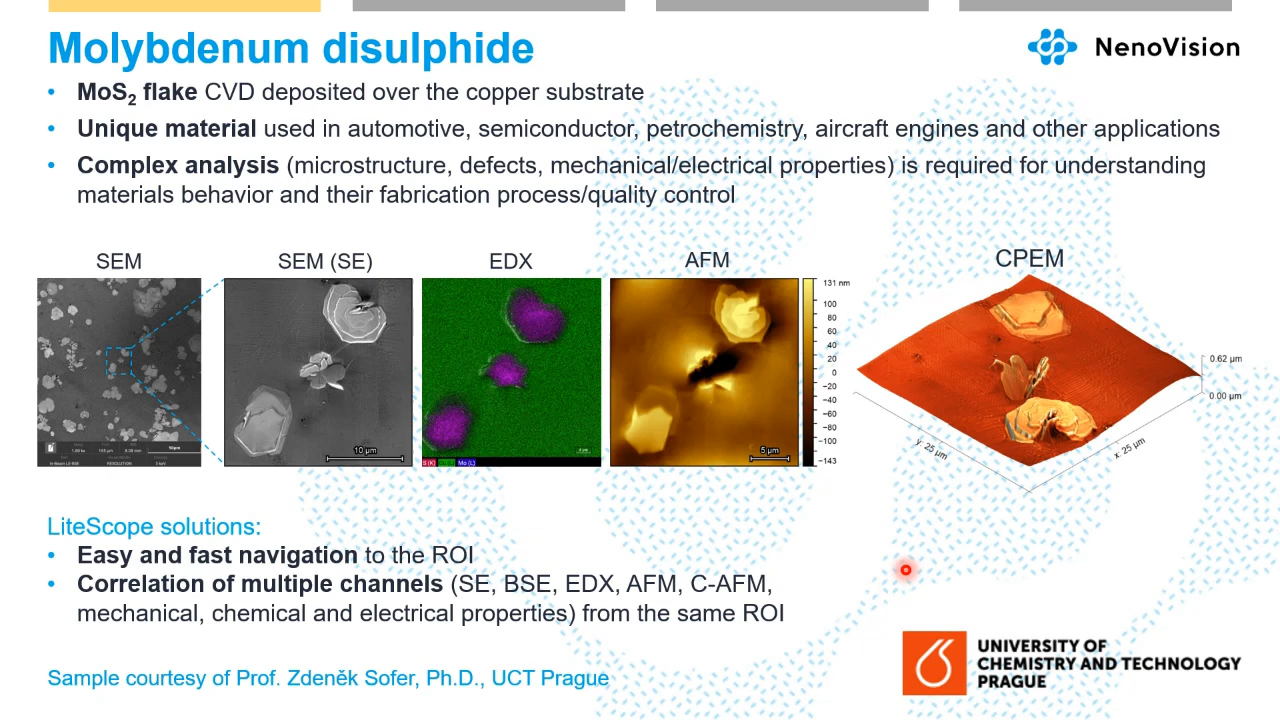 Molybdenum disulphide
NenoVision
• MoS₂ flake CVD deposited over the copper substrate
• Unique material used in automotive, semiconductor, petrochemistry, aircraft engines and other applications
• Complex analysis (microstructure, defects, mechanical/electrical properties) is required for understanding
materials behavior and their fabrication process/quality control
SEM
SEM (SE)
EDX
AFM
CPEM
10 µm
S (K)
Mo (L)
5 µm
131 nm
100
80
60
40
20
0
−20
−40
−60
−80
−100
−143
0.62 µm
0.00 µm
y: 25 µm
x: 25 µm
LiteScope solutions:
• Easy and fast navigation to the ROI
• Correlation of multiple channels (SE, BSE, EDX, AFM, C-AFM,
mechanical, chemical and electrical properties) from the same ROI
Sample courtesy of Prof. Zdeněk Sofer, Ph.D., UCT Prague
UNIVERSITY OF
CHEMISTRY AND TECHNOLOGY
PRAGUE